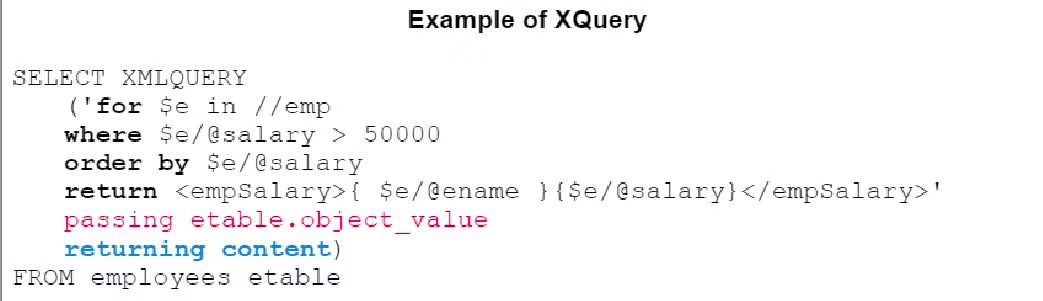 Example of XQuery
SELECT XMLQUERY
('for $e in //emp
where $e/@salary > 50000
order by $e/@salary
return <empSalary>{ $e/@ename }{$e/@salary}</empSalary>'
passing etable.object_value
returning content)
FROM employees etable